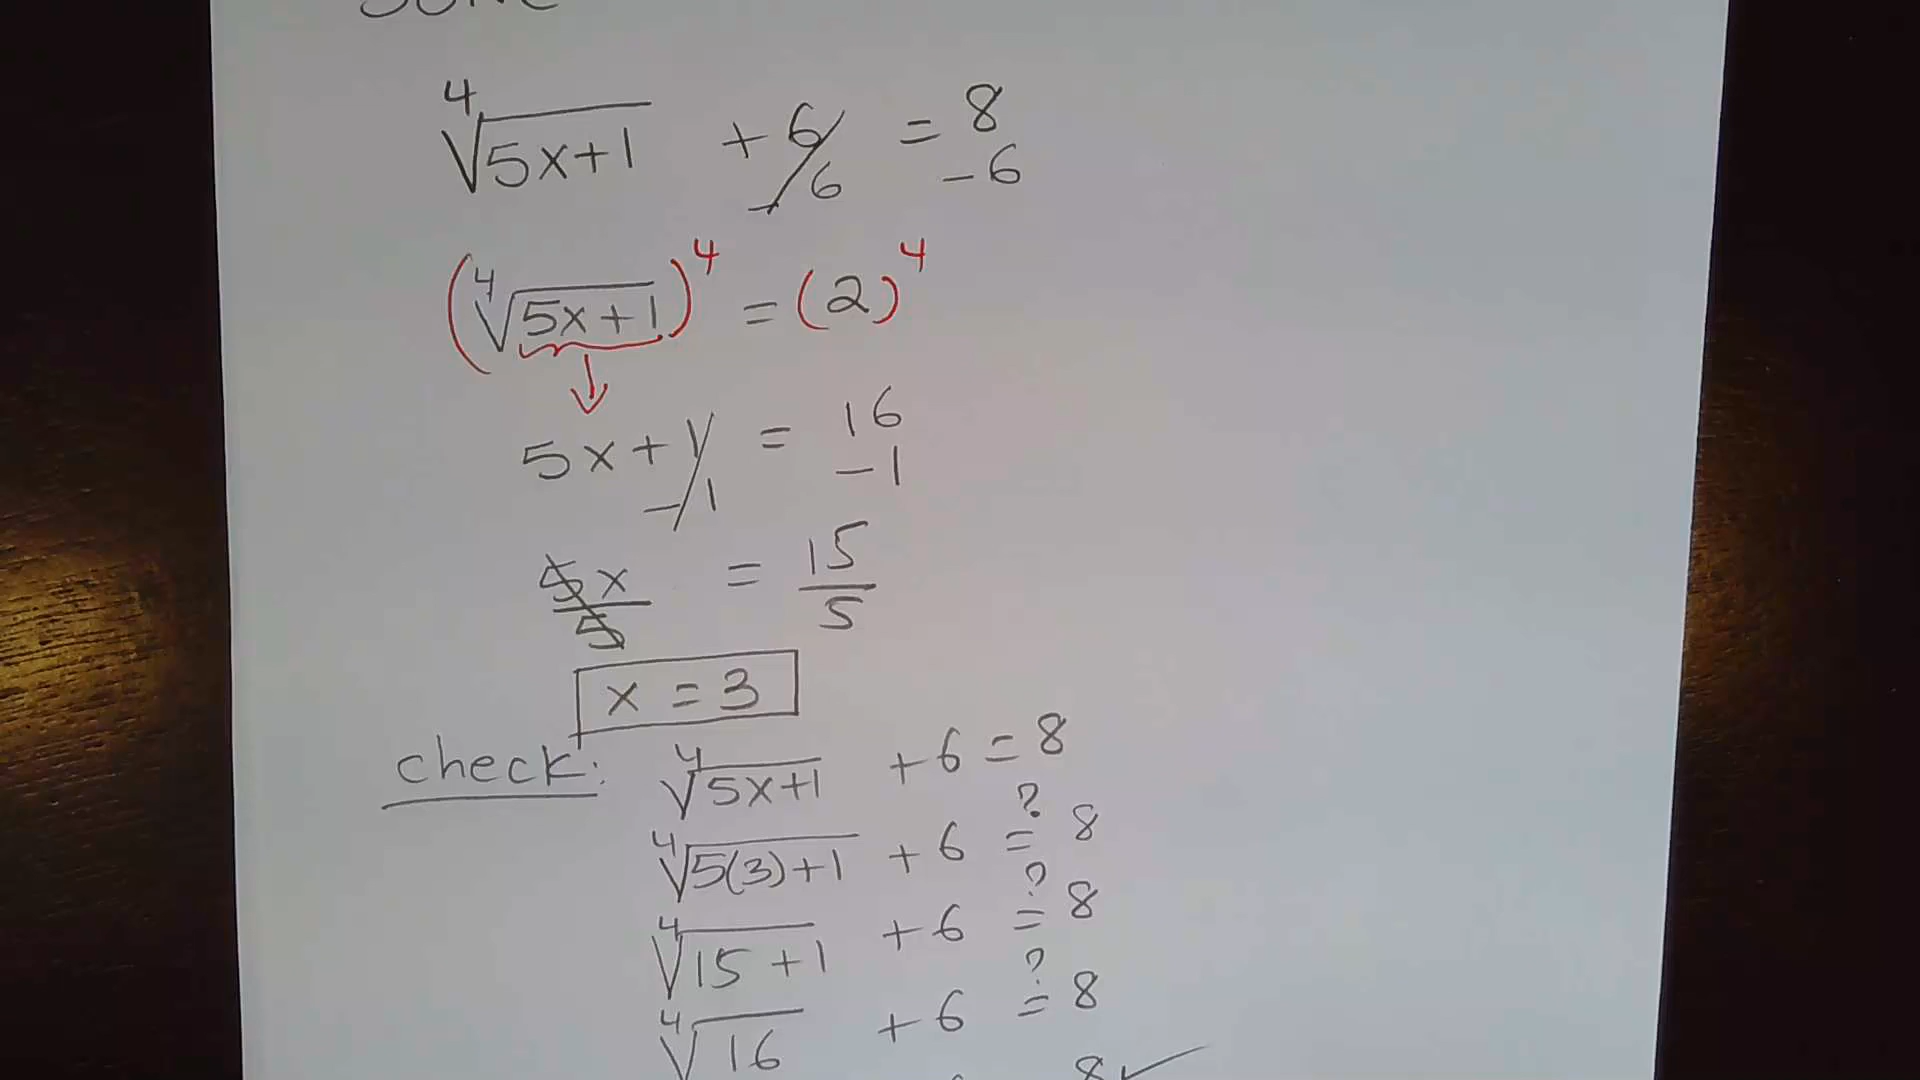 ⁴√(5x+1) + 6 = 8
- 6 - 6
(⁴√(5x+1))⁴ = (2)⁴
5x + 1 = 16
- 1 - 1
5x/5 = 15/5
x = 3
check: ⁴√(5x+1) + 6 = 8
⁴√(5(3)+1) + 6 ≟ 8
⁴√(15+1) + 6 ≟ 8
⁴√16 + 6 ≟ 8
8 ✓